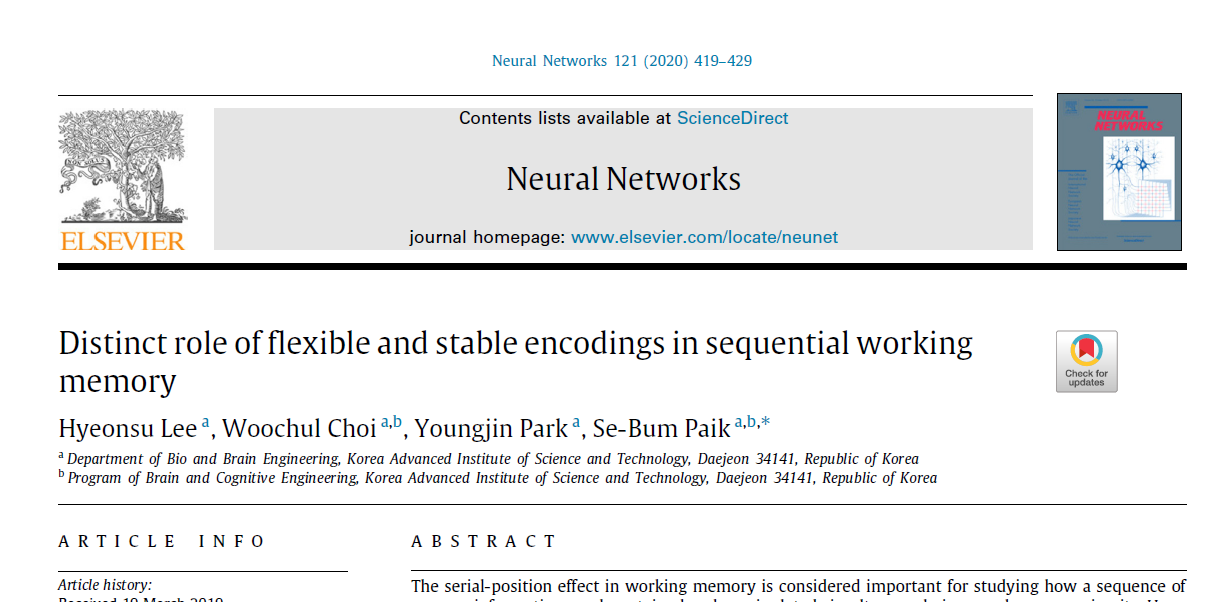 Neural Networks 121 (2020) 419–429
Contents lists available at ScienceDirect
Neural Networks
journal homepage: www.elsevier.com/locate/neunet
ELSEVIER
NEURAL
NETWORKS
Distinct role of flexible and stable encodings in sequential working
memory
Check for
updates
Hyeonsu Lee a, Woochul Choi a,b, Youngjin Park a, Se-Bum Paik a,b,*
a Department of Bio and Brain Engineering, Korea Advanced Institute of Science and Technology, Daejeon 34141, Republic of Korea
b Program of Brain and Cognitive Engineering, Korea Advanced Institute of Science and Technology, Daejeon 34141, Republic of Korea
ARTICLE INFO
ABSTRACT
Article history:
Received 19 March 2019
The serial-position effect in working memory is considered important for studying how a sequence of